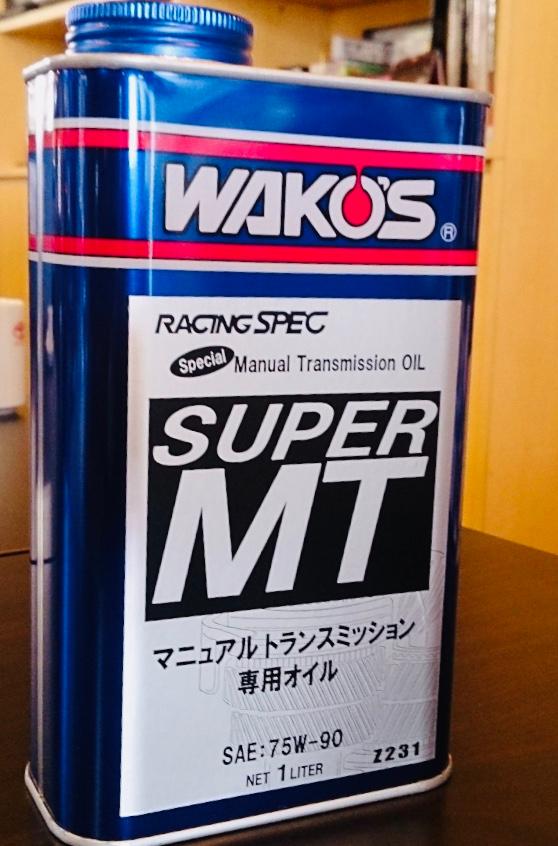 WAKO'S ®
RACING SPEC
Special Manual Transmission OIL
SUPER
MT
マニュアルトランスミッション
専用オイル
SAE:75W-90
NET 1 LITER
Z231